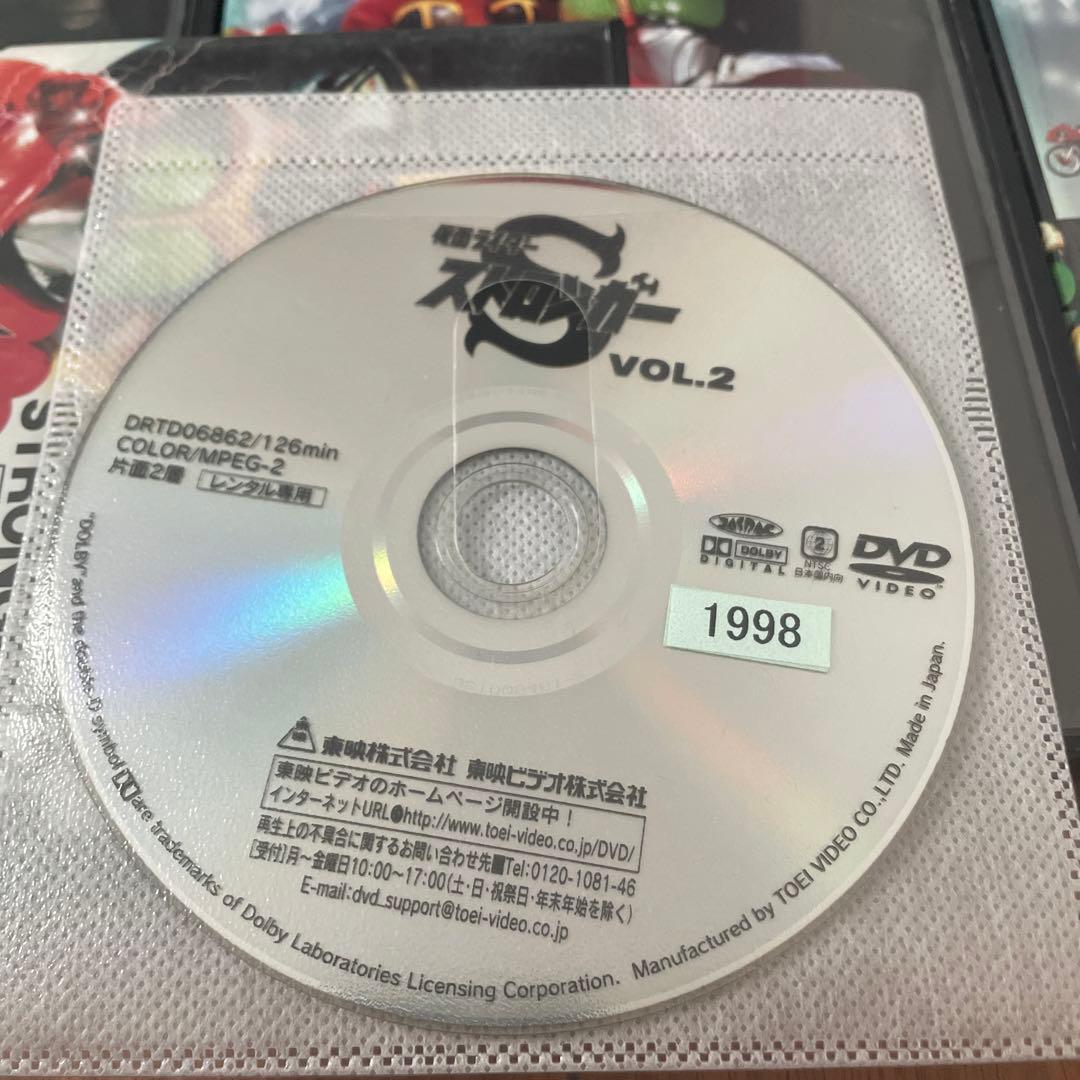 仮面ライダー
ストロンガー
VOL.2
DRTD06862/126min
COLOR/MPEG-2
片面2層 レンタル専用
DOLBY
DIGITAL
2
NTSC
日本国内向
DVD
VIDEO
1998
東映株式会社 東映ビデオ株式会社
東映ビデオのホームページ開設中!
インターネットURL●http://www.toei-video.co.jp/DVD/
再生上の不具合に関するお問い合わせ先■Tel:0120-1081-46
[受付]月〜金曜日10:00〜17:00(土・日・祝祭日・年末年始を除く)
E-mail:dvd_support@toei-video.co.jp
"DOLBY" and the double-D symbol are trademarks of Dolby Laboratories Licensing Corporation. Manufactured by TOEI VIDEO CO.,LTD. Made in Japan.